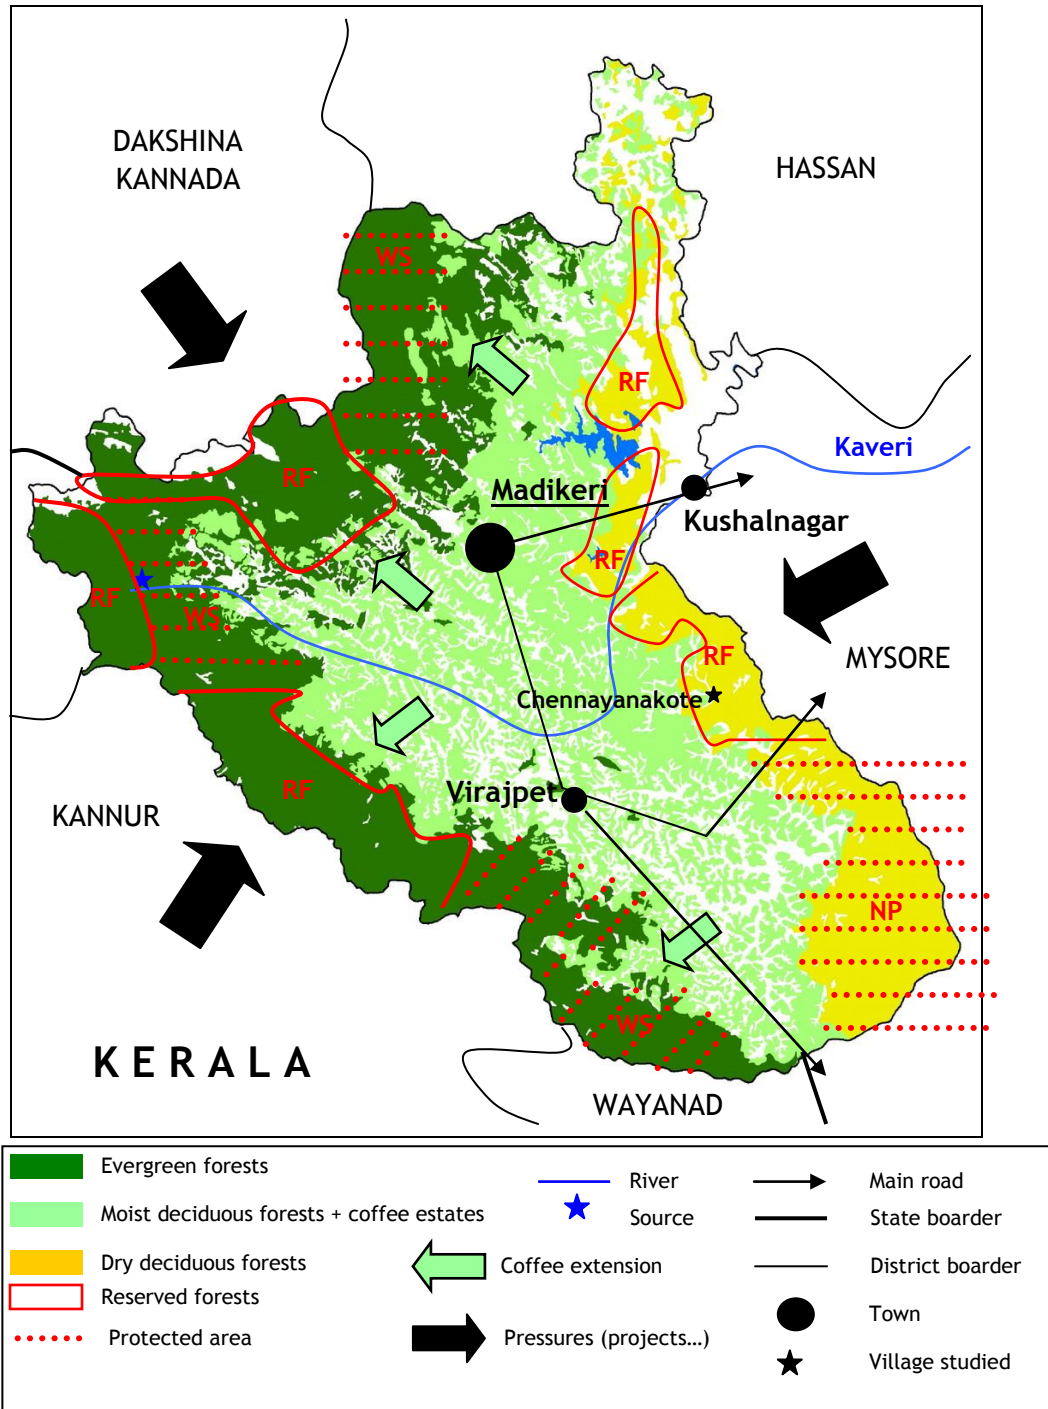 DAKSHINA
KANNADA
HASSAN
WS
RF
Kaveri
RF
Madikeri
Kushalnagar
RF
RF
WS
RF
MYSORE
Chennayanakote
RF
Virajpet
KANNUR
NP
WS
KERALA
WAYANAD
Evergreen forests
River
Main road
Moist deciduous forests + coffee estates
Source
State boarder
Dry deciduous forests
Coffee extension
District boarder
Reserved forests
Town
Protected area
Pressures (projects…)
Village studied